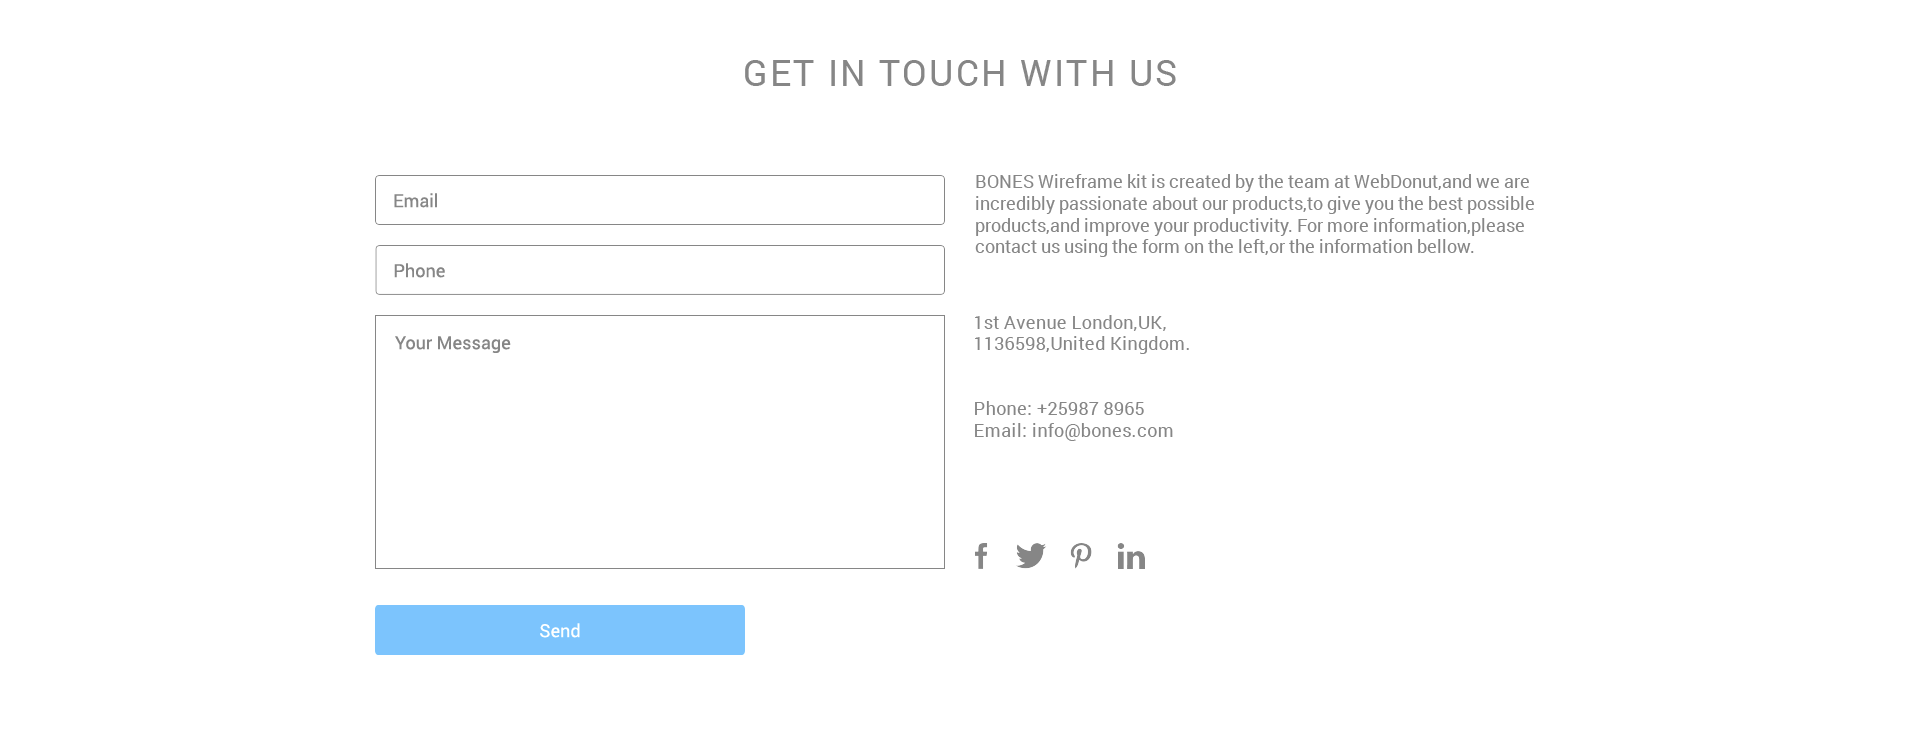 GET IN TOUCH WITH US
Email
Phone
Your Message
Send
BONES Wireframe kit is created by the team at WebDonut,and we are
incredibly passionate about our products,to give you the best possible
products,and improve your productivity. For more information,please
contact us using the form on the left,or the information bellow.
1st Avenue London,UK,
1136598,United Kingdom.
Phone: +25987 8965
Email: info@bones.com